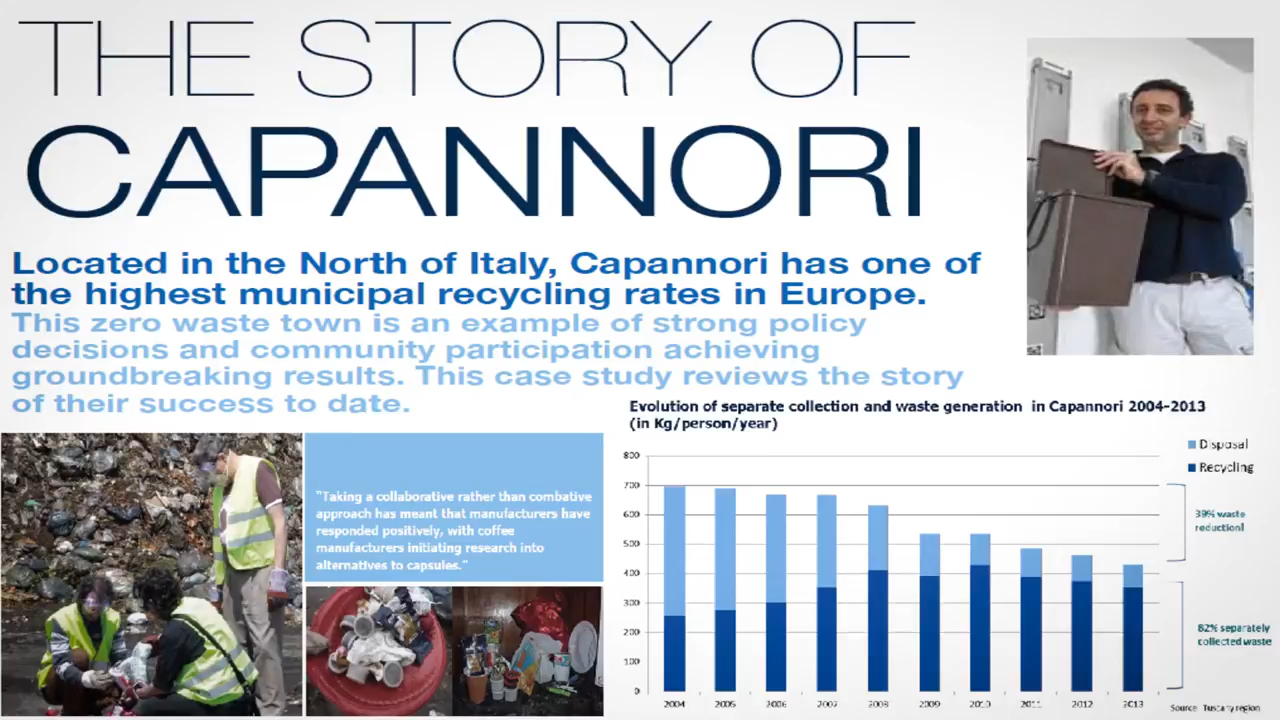 THE STORY OF
CAPANNORI
Located in the North of Italy, Capannori has one of
the highest municipal recycling rates in Europe.
This zero waste town is an example of strong policy
decisions and community participation achieving
groundbreaking results. This case study reviews the story
of their success to date.
"Taking a collaborative rather than combative
approach has meant that manufacturers have
responded positively, with coffee
manufacturers initiating research into
alternatives to capsules."
Evolution of separate collection and waste generation in Capannori 2004-2013
(in Kg/person/year)
Disposal
Recycling
800
700
600
500
400
300
200
100
0
2004 2005 2006 2007 2008 2009 2010 2011 2012 2013
39% waste
reduction!
82% separately
collected waste
Source: Tuscany region